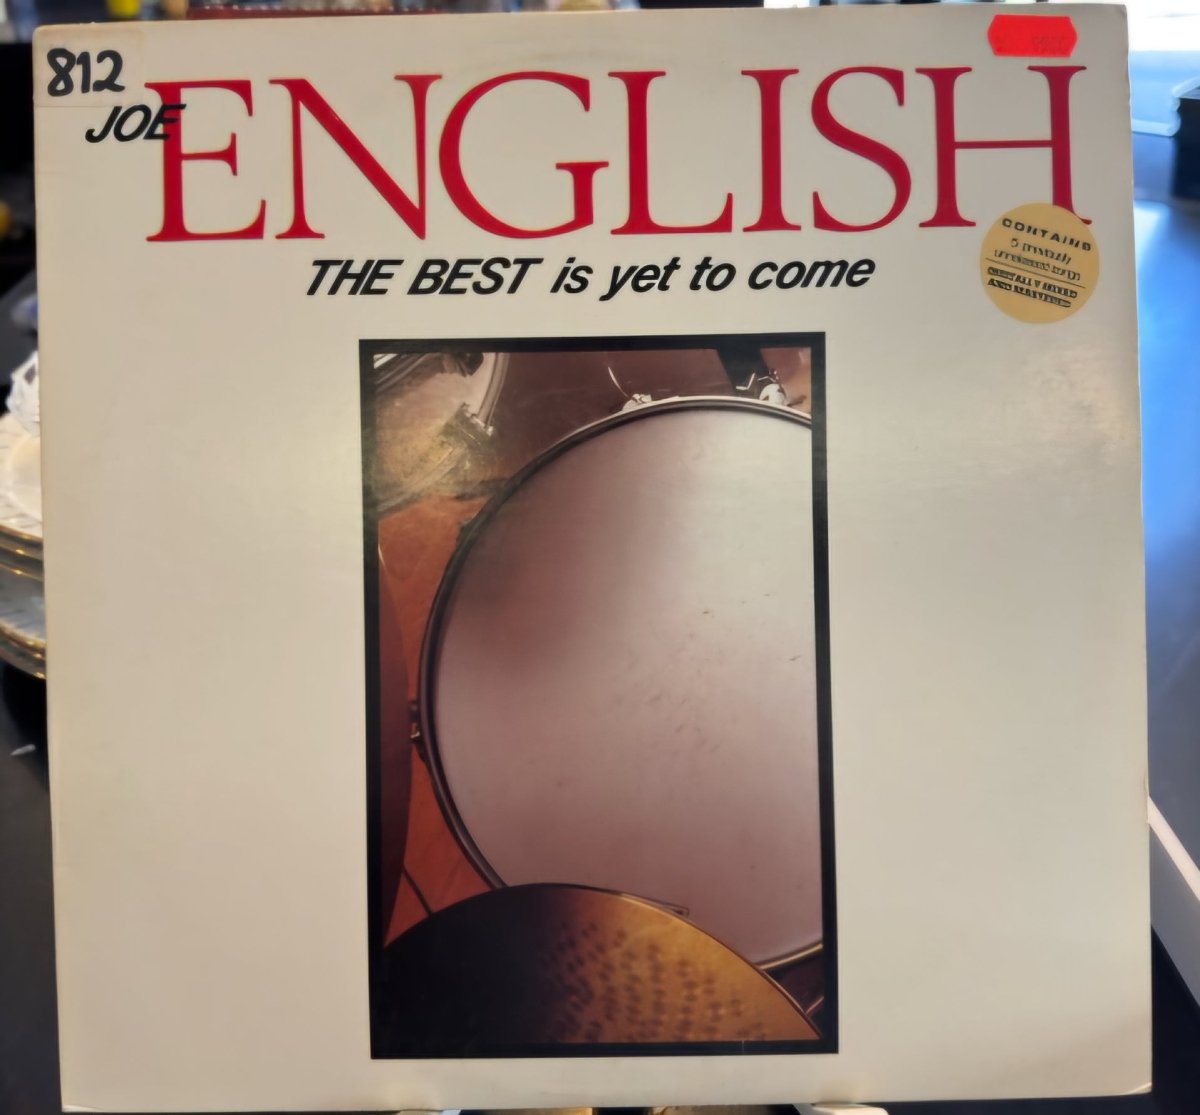 812
JOE
ENGLISH
THE BEST is yet to come
CONTAINS